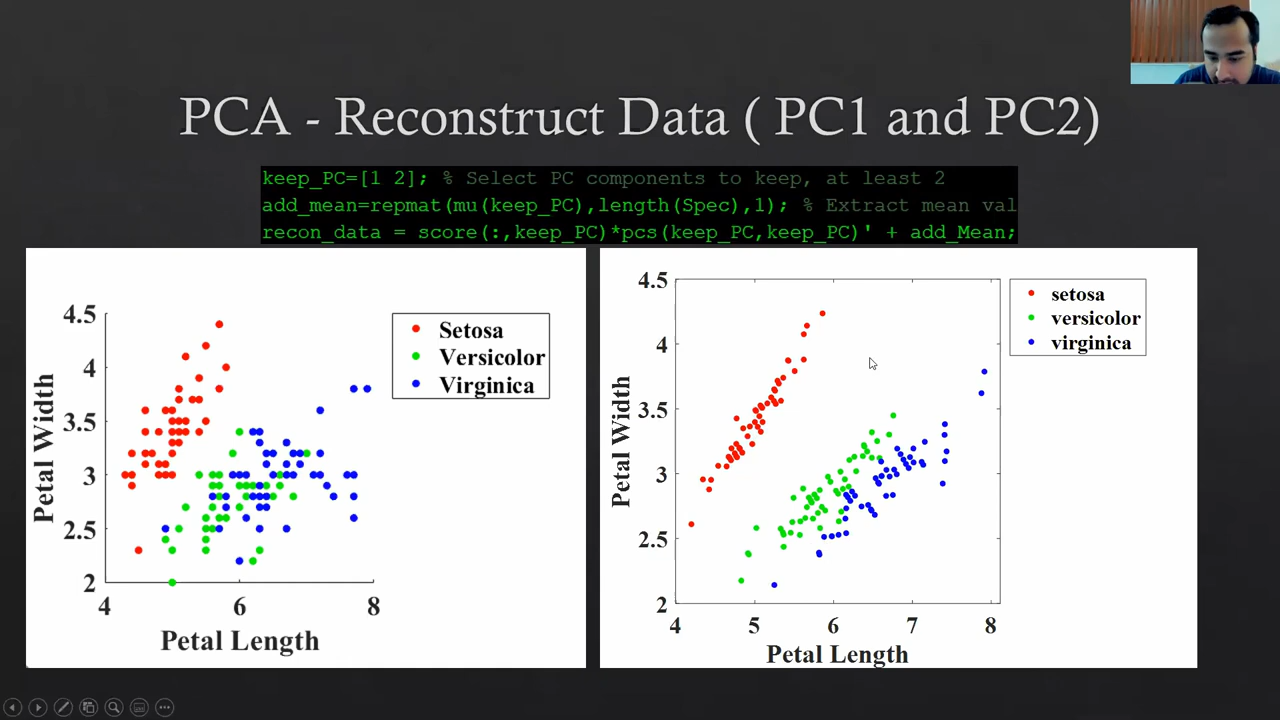 PCA - Reconstruct Data ( PC1 and PC2)
keep_PC=[1 2]; % Select PC components to keep, at least 2
add_mean=repmat(mu(keep_PC),length(Spec),1); % Extract mean val
recon_data = score(:,keep_PC)*pcs(keep_PC,keep_PC)' + add_Mean;
4.5
4
3.5
3
2.5
2
Petal Width
4
6
8
Petal Length
Setosa
Versicolor
Virginica
4.5
4
3.5
3
2.5
2
Petal Width
4
5
6
7
8
Petal Length
setosa
versicolor
virginica